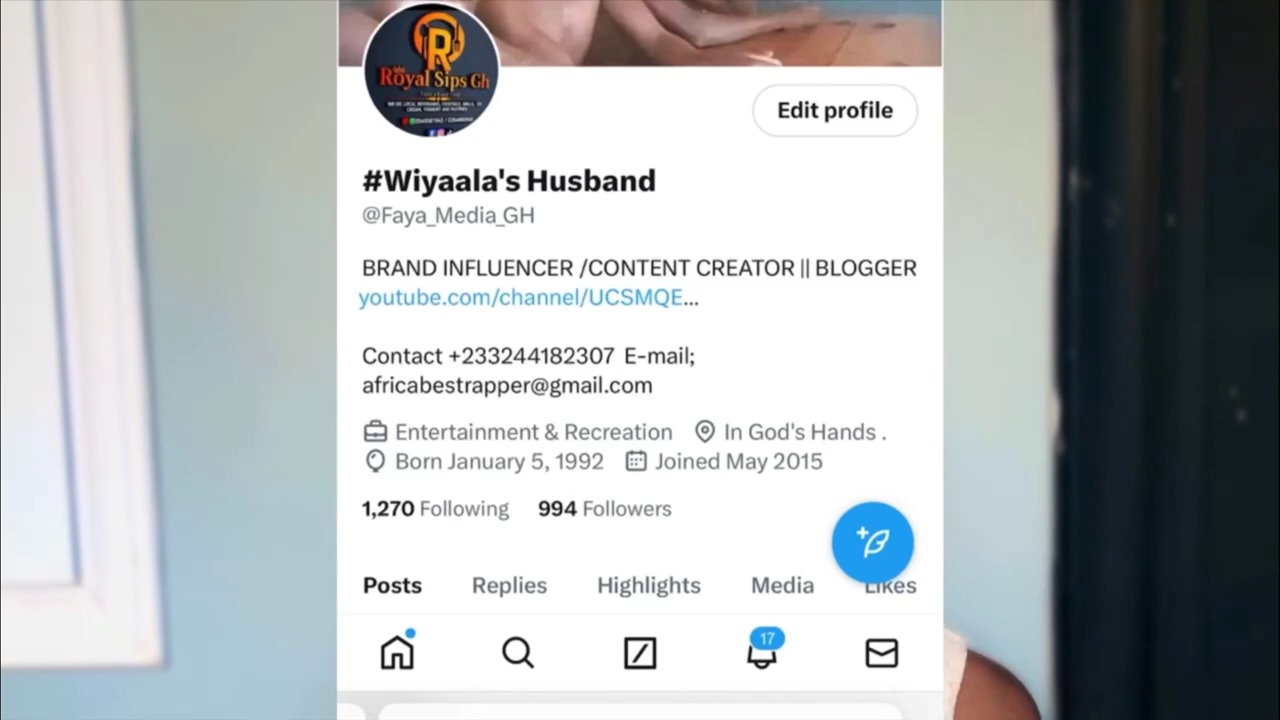 R
Royal Sips Gh
Edit profile
#Wiyaala's Husband
@Faya_Media_GH
BRAND INFLUENCER /CONTENT CREATOR || BLOGGER
youtube.com/channel/UCSMQE...
Contact +233244182307 E-mail;
africabestrapper@gmail.com
Entertainment & Recreation In God's Hands .
Born January 5, 1992 Joined May 2015
1,270 Following 994 Followers
Posts Replies Highlights Media Likes
17